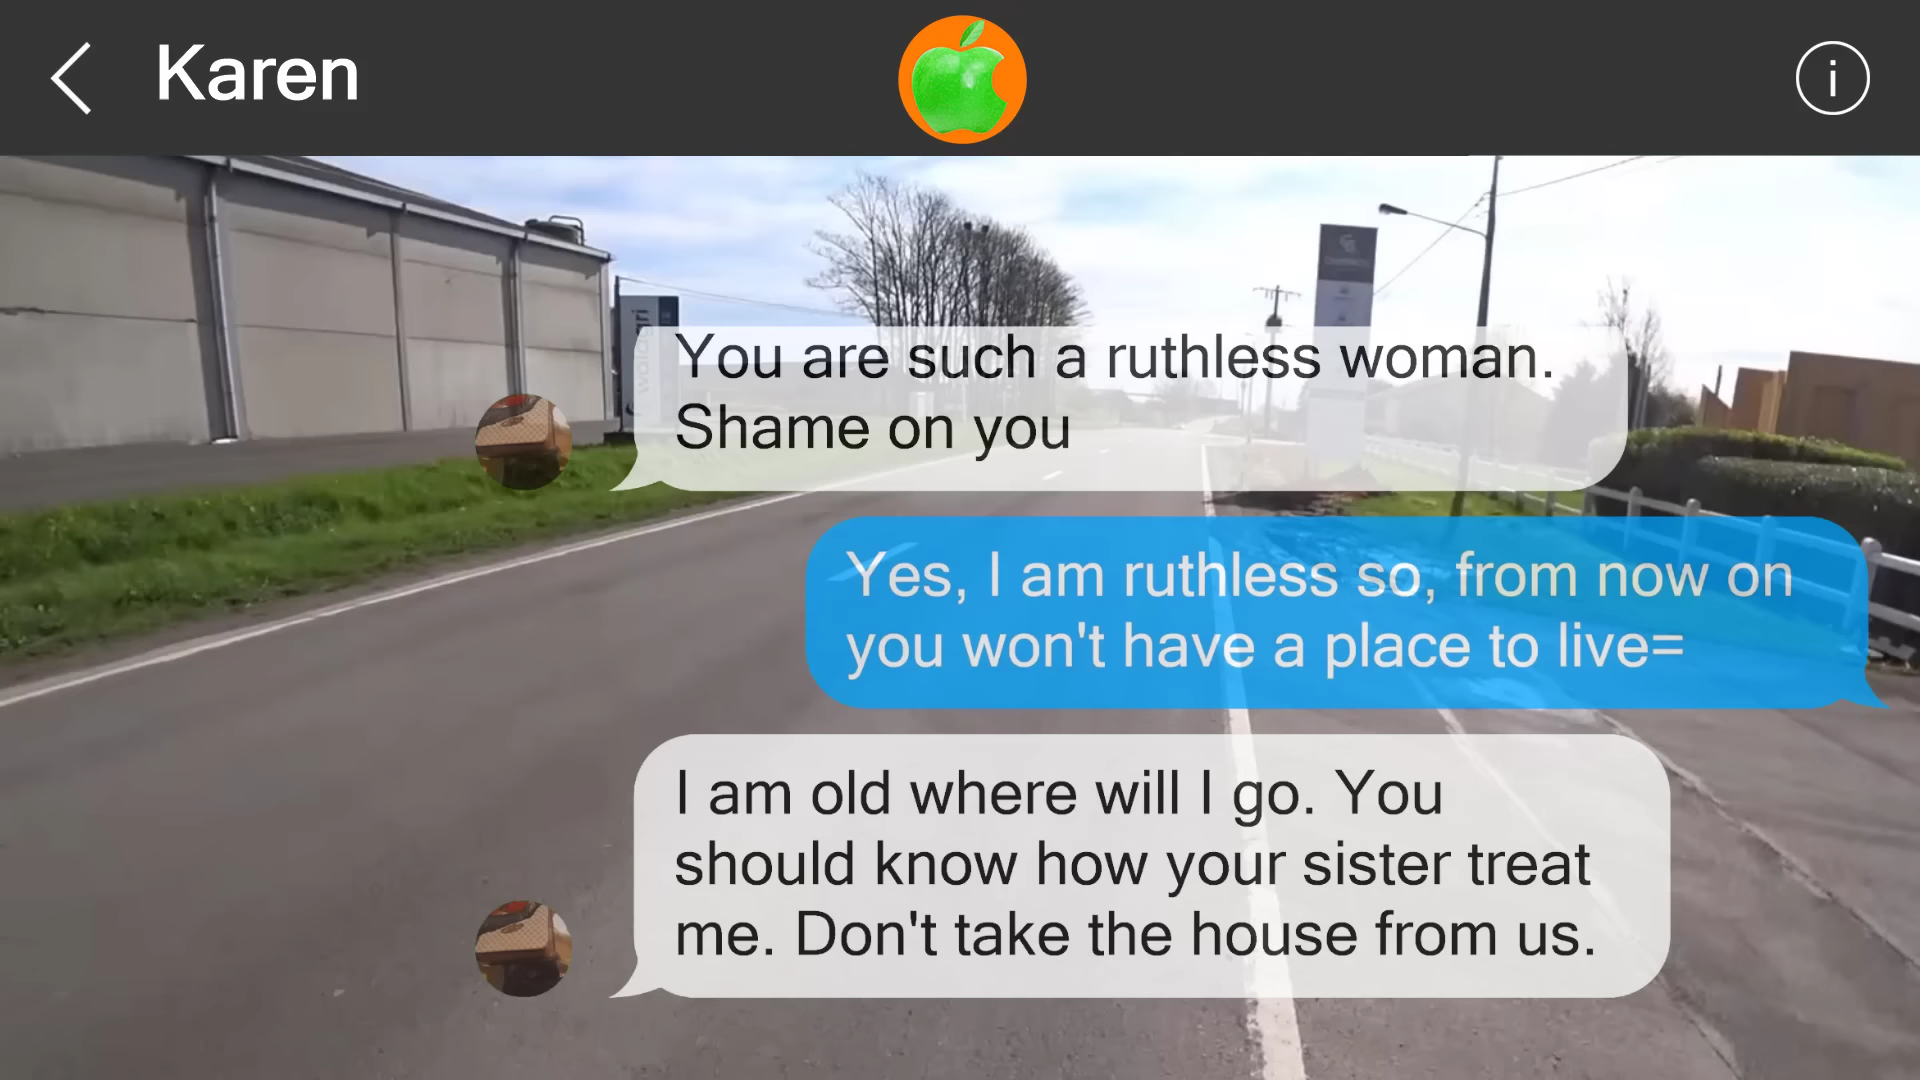 Karen
i
You are such a ruthless woman.
Shame on you
Yes, I am ruthless so, from now on
you won't have a place to live=
I am old where will I go. You
should know how your sister treat
me. Don't take the house from us.